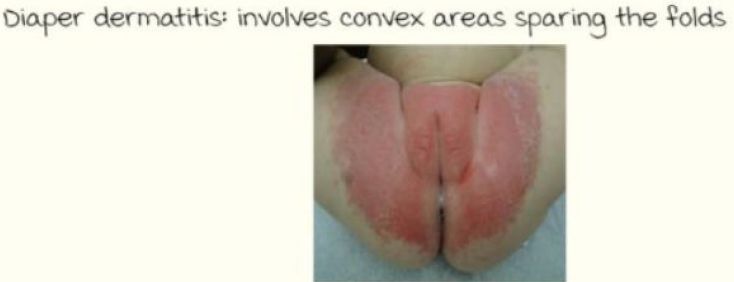 Diaper dermatitis: involves convex areas sparing the folds